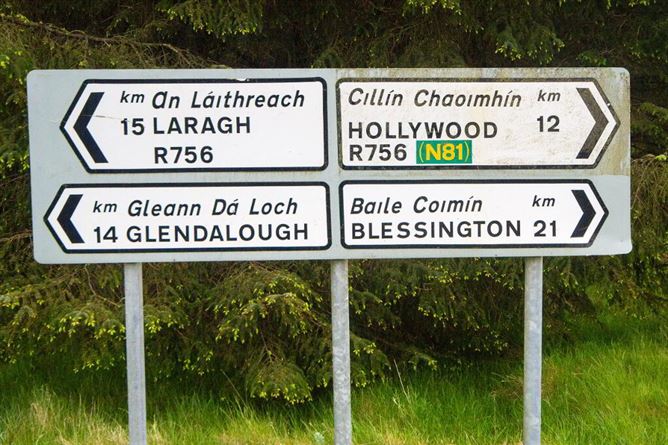 km An Láithreach
15 LARAGH
R756
Cillín Chaoimhín km
HOLLYWOOD 12
R756 (N81)
km Gleann Dá Loch
14 GLENDALOUGH
Baile Coimín km
BLESSINGTON 21